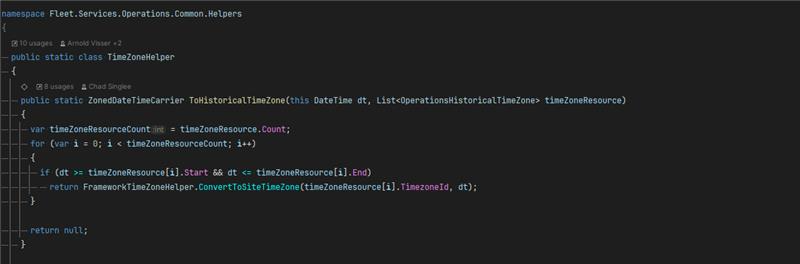 namespace Fleet.Services.Operations.Common.Helpers
{
10 usages Arnold Visser +2
public static class TimeZoneHelper
{
8 usages Chad Singlee
public static ZonedDateTimeCarrier ToHistoricalTimeZone(this DateTime dt, List<OperationsHistoricalTimeZone> timeZoneResource)
{
var timeZoneResourceCount :int = timeZoneResource.Count;
for (var i = 0; i < timeZoneResourceCount; i++)
{
if (dt >= timeZoneResource[i].Start && dt <= timeZoneResource[i].End)
return FrameworkTimeZoneHelper.ConvertToSiteTimeZone(timeZoneResource[i].TimezoneId, dt);
}
return null;
}